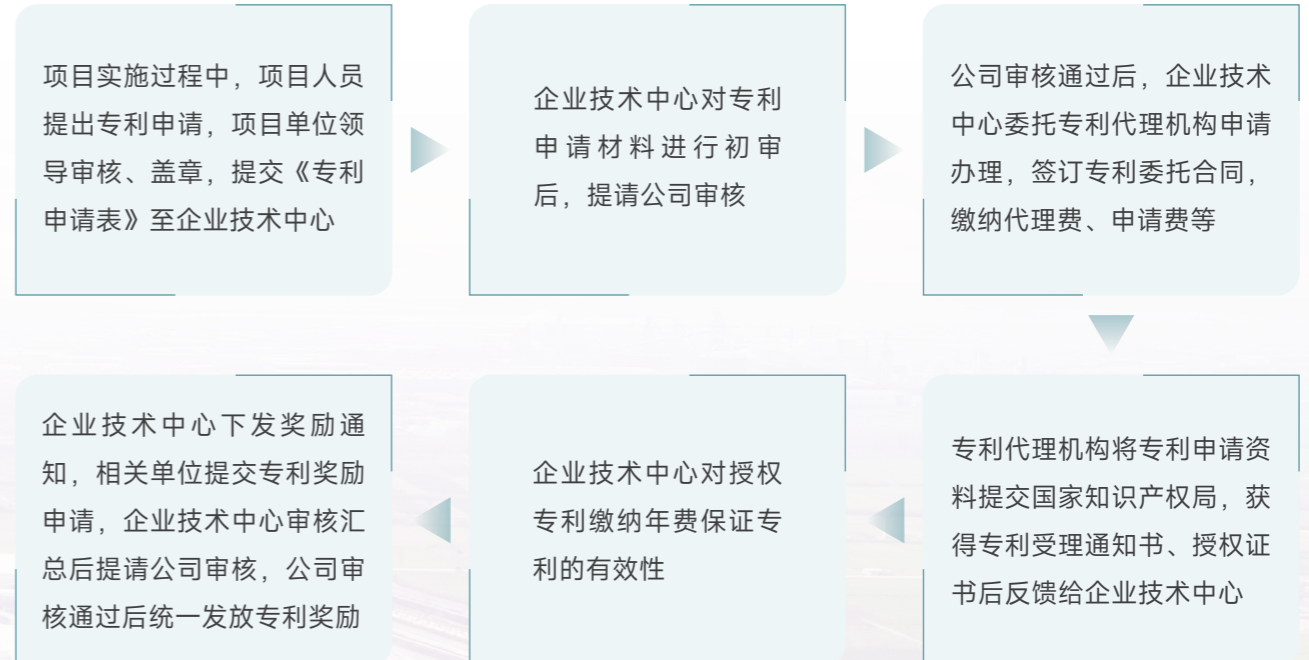 项目实施过程中，项目人员
提出专利申请，项目单位领
导审核、盖章，提交《专利
申请表》至企业技术中心
企业技术中心对专利
申请材料进行初审
后，提请公司审核
公司审核通过后，企业技术
中心委托专利代理机构申请
办理，签订专利委托合同，
缴纳代理费、申请费等
专利代理机构将专利申请资
料提交国家知识产权局，获
得专利受理通知书、授权证
书后反馈给企业技术中心
企业技术中心对授权
专利缴纳年费保证专
利的有效性
企业技术中心下发奖励通
知，相关单位提交专利奖励
申请，企业技术中心审核汇
总后提请公司审核，公司审
核通过后统一发放专利奖励